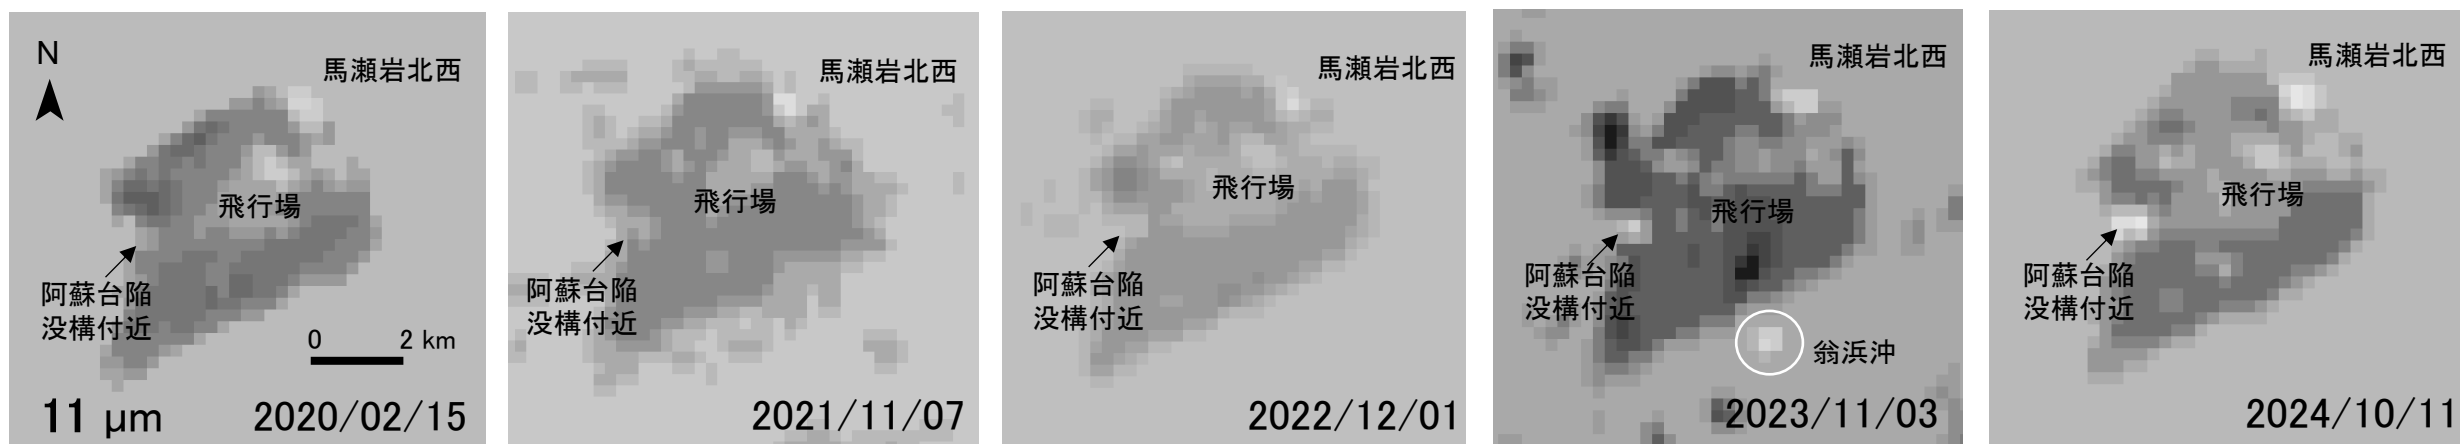 N
馬瀬岩北西
飛行場
阿蘇台陥
没構付近
0 2 km
11 μm 2020/02/15
馬瀬岩北西
飛行場
阿蘇台陥
没構付近
2021/11/07
馬瀬岩北西
飛行場
阿蘇台陥
没構付近
2022/12/01
馬瀬岩北西
飛行場
阿蘇台陥
没構付近
翁浜沖
2023/11/03
馬瀬岩北西
飛行場
阿蘇台陥
没構付近
2024/10/11